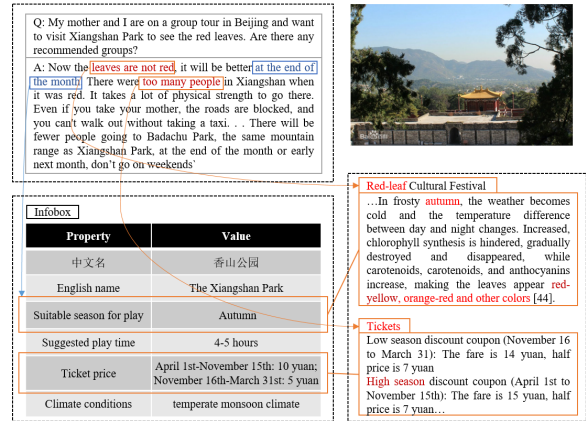 Q: My mother and I are on a group tour in Beijing and want
to visit Xiangshan Park to see the red leaves. Are there any
recommended groups?
A: Now the leaves are not red, it will be better at the end
of the month. There were too many people in Xiangshan when
it was red. It takes a lot of physical strength to go there.
Even if you take your mother, the roads are blocked, and
you can't walk out without taking a taxi. . . There will be
fewer people going to Badachu Park, the same mountain
range as Xiangshan Park, at the end of the month or early
next month, don't go on weekends'
Infobox
Property Value
中文名 香山公园
English name The Xiangshan Park
Suitable season for play Autumn
Suggested play time 4-5 hours
Ticket price April 1st-November 15th: 10 yuan;
November 16th-March 31st: 5 yuan
Climate conditions temperate monsoon climate
Red-leaf Cultural Festival
…In frosty autumn, the weather becomes
cold and the temperature difference
between day and night changes. Increased,
chlorophyll synthesis is hindered, gradually
destroyed and disappeared, while
carotenoids, carotenoids, and anthocyanins
increase, making the leaves appear red-
yellow, orange-red and other colors [44].
Tickets
Low season discount coupon (November 16
to March 31): The fare is 14 yuan, half
price is 7 yuan
High season discount coupon (April 1st to
November 15th): The fare is 15 yuan, half
price is 7 yuan…